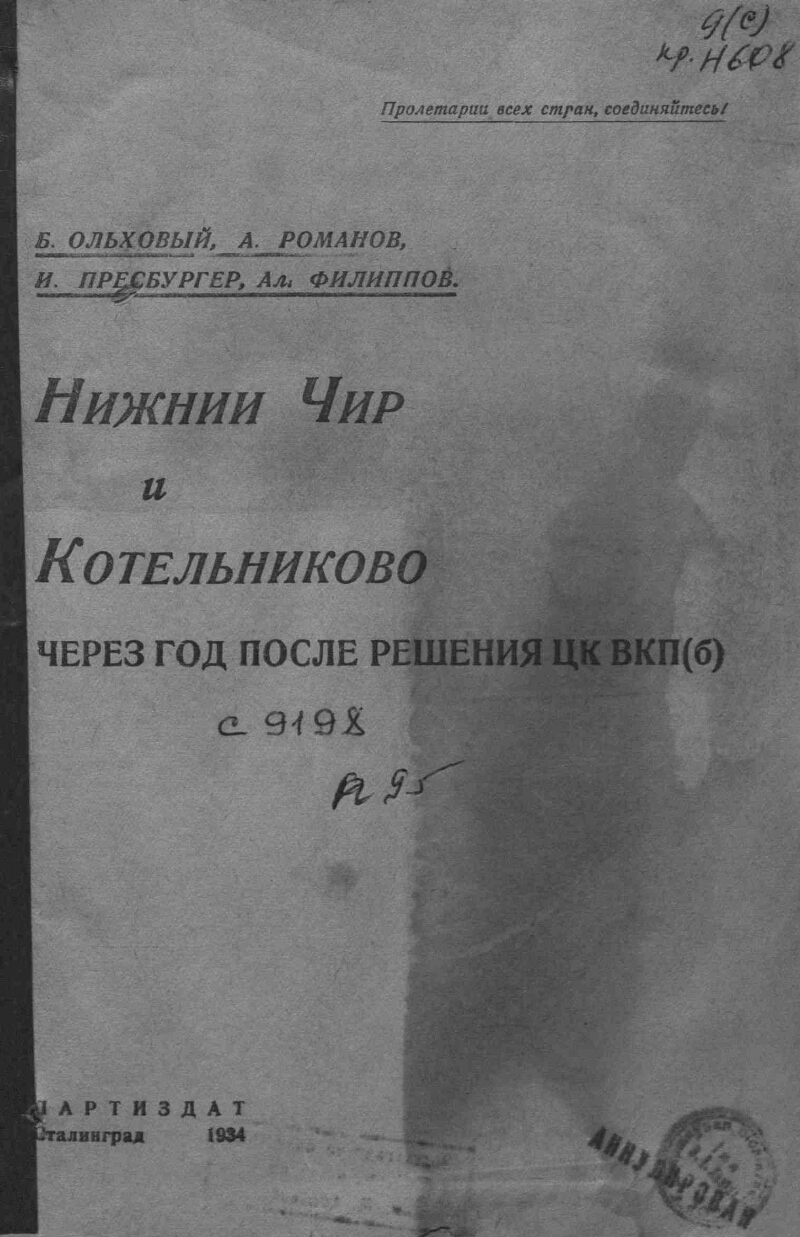 9(с)
кр. Н608
Пролетарии всех стран, соединяйтесь!
Б. ОЛЬХОВЫЙ, А. РОМАНОВ,
И. ПРЕСБУРГЕР, Ал. ФИЛИППОВ.
НИЖНИИ ЧИР
и
КОТЕЛЬНИКОВО
ЧЕРЕЗ ГОД ПОСЛЕ РЕШЕНИЯ ЦК ВКП(б)
с 9198
ПАРТИЗДАТ
Сталинград 1934
АННУЛИРОВАН